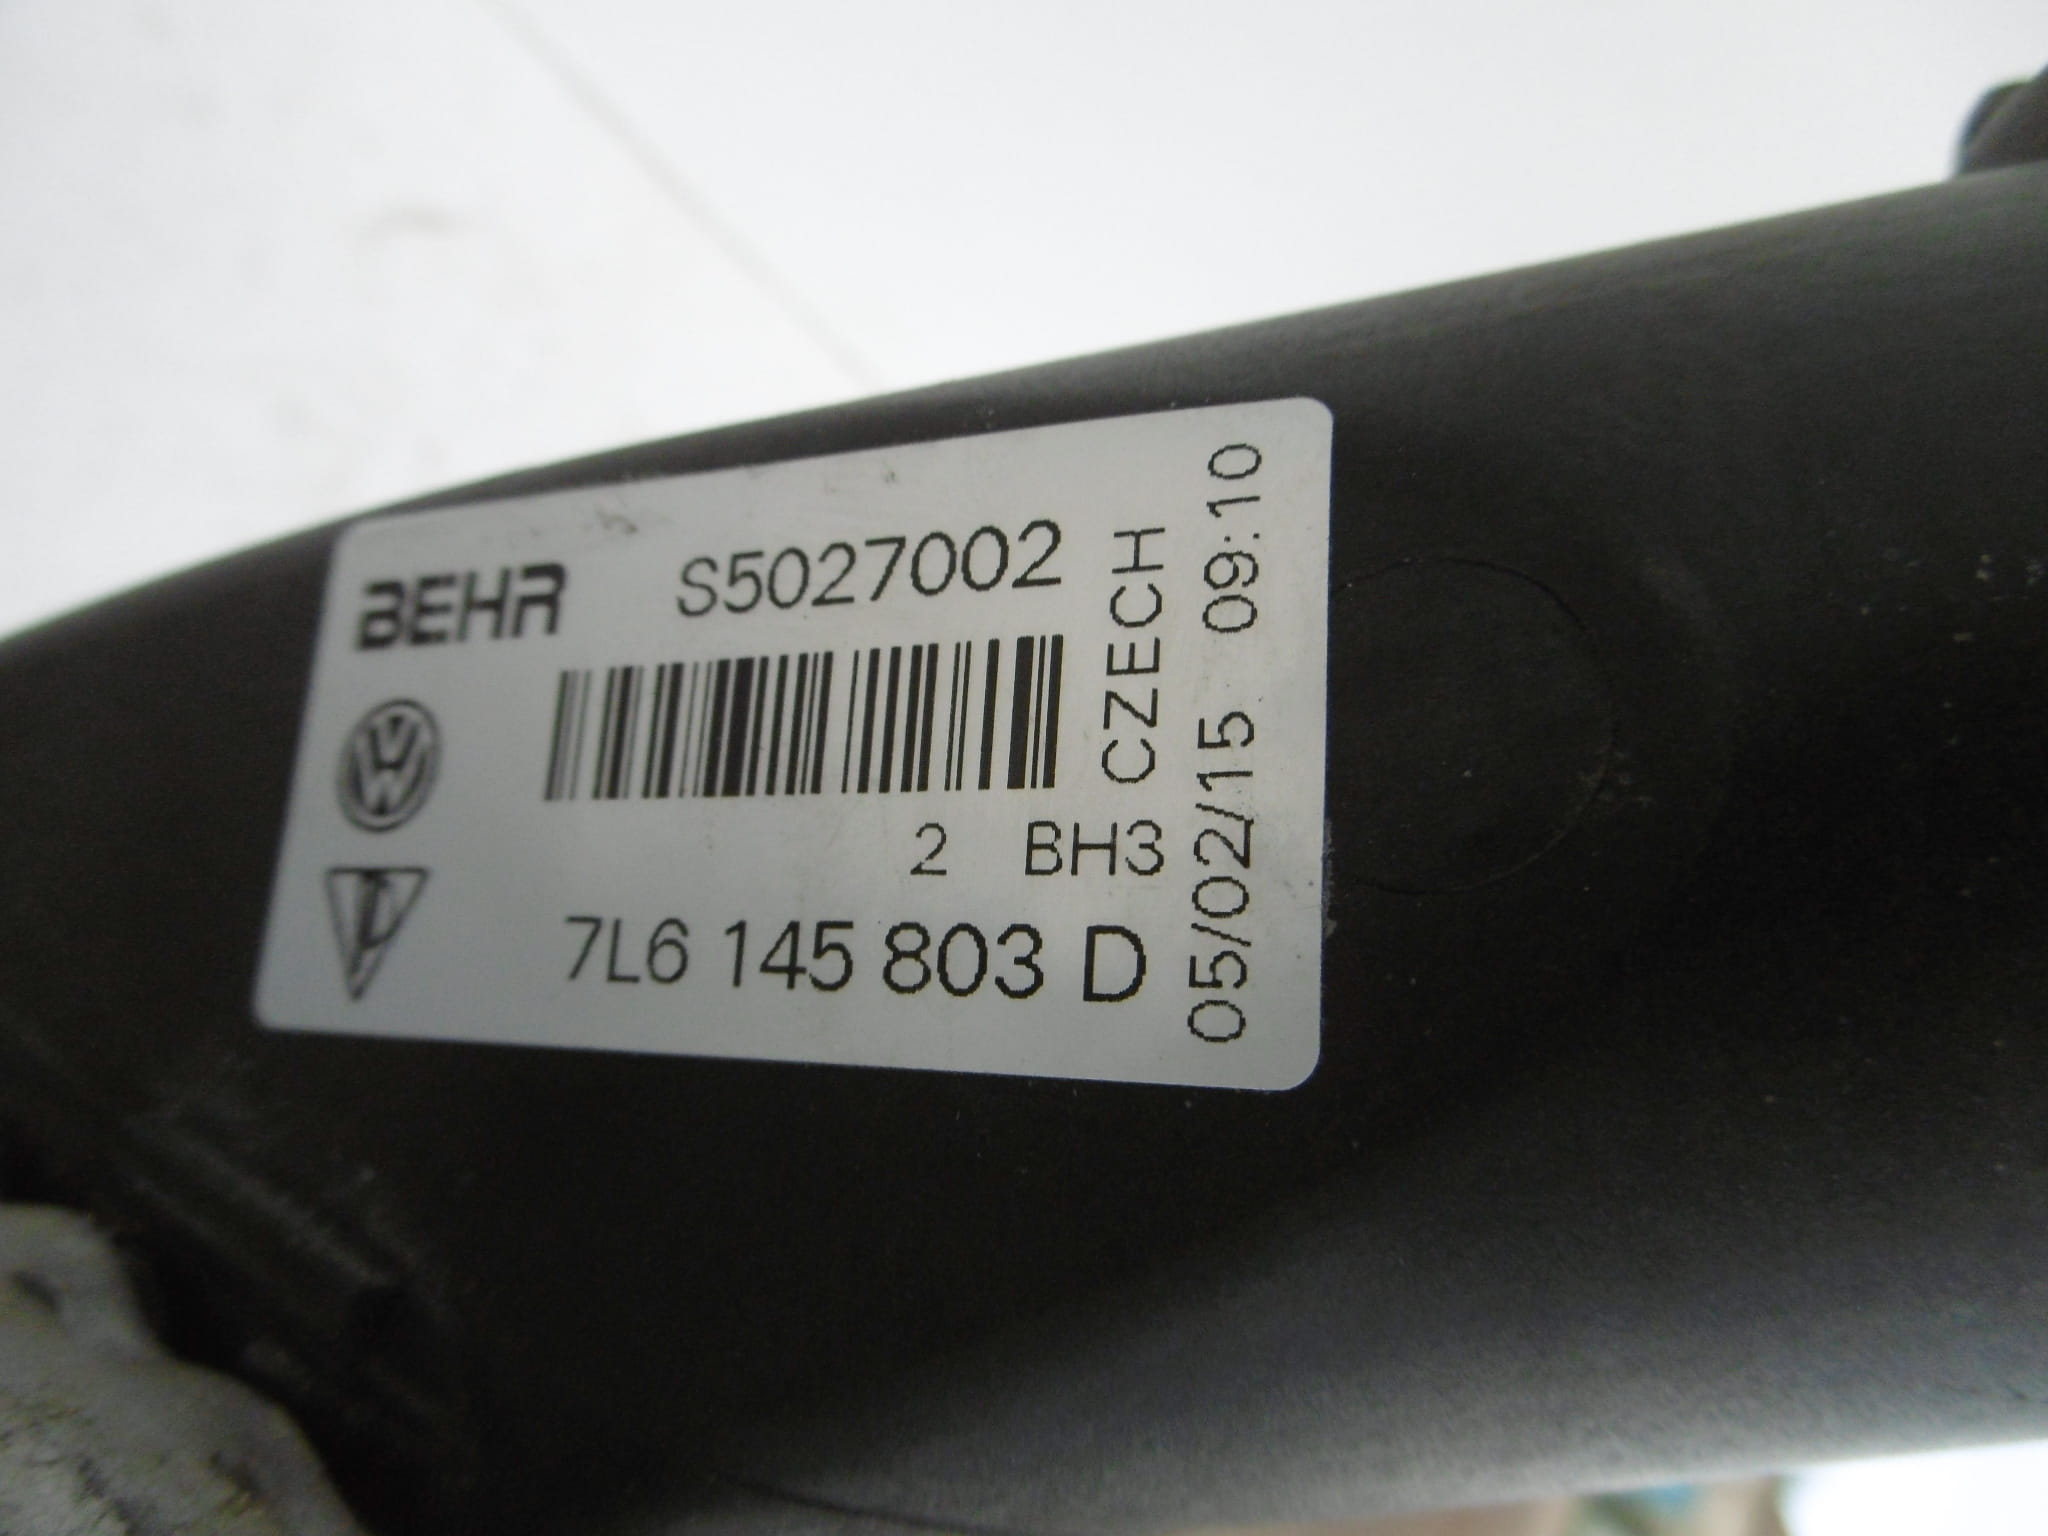 BEHR S5027002
2 BH3
7L6 145 803 D
CZECH
05/02/15 09:10